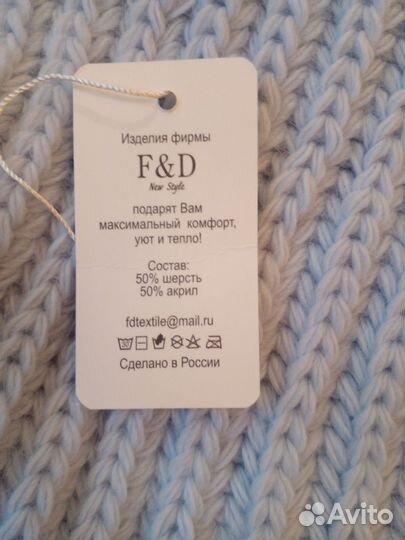 Изделия фирмы
F&D
New Style
подарят Вам
максимальный комфорт,
уют и тепло!
Состав:
50% шерсть
50% акрил
fdtextile@mail.ru
Сделано в России
Avito